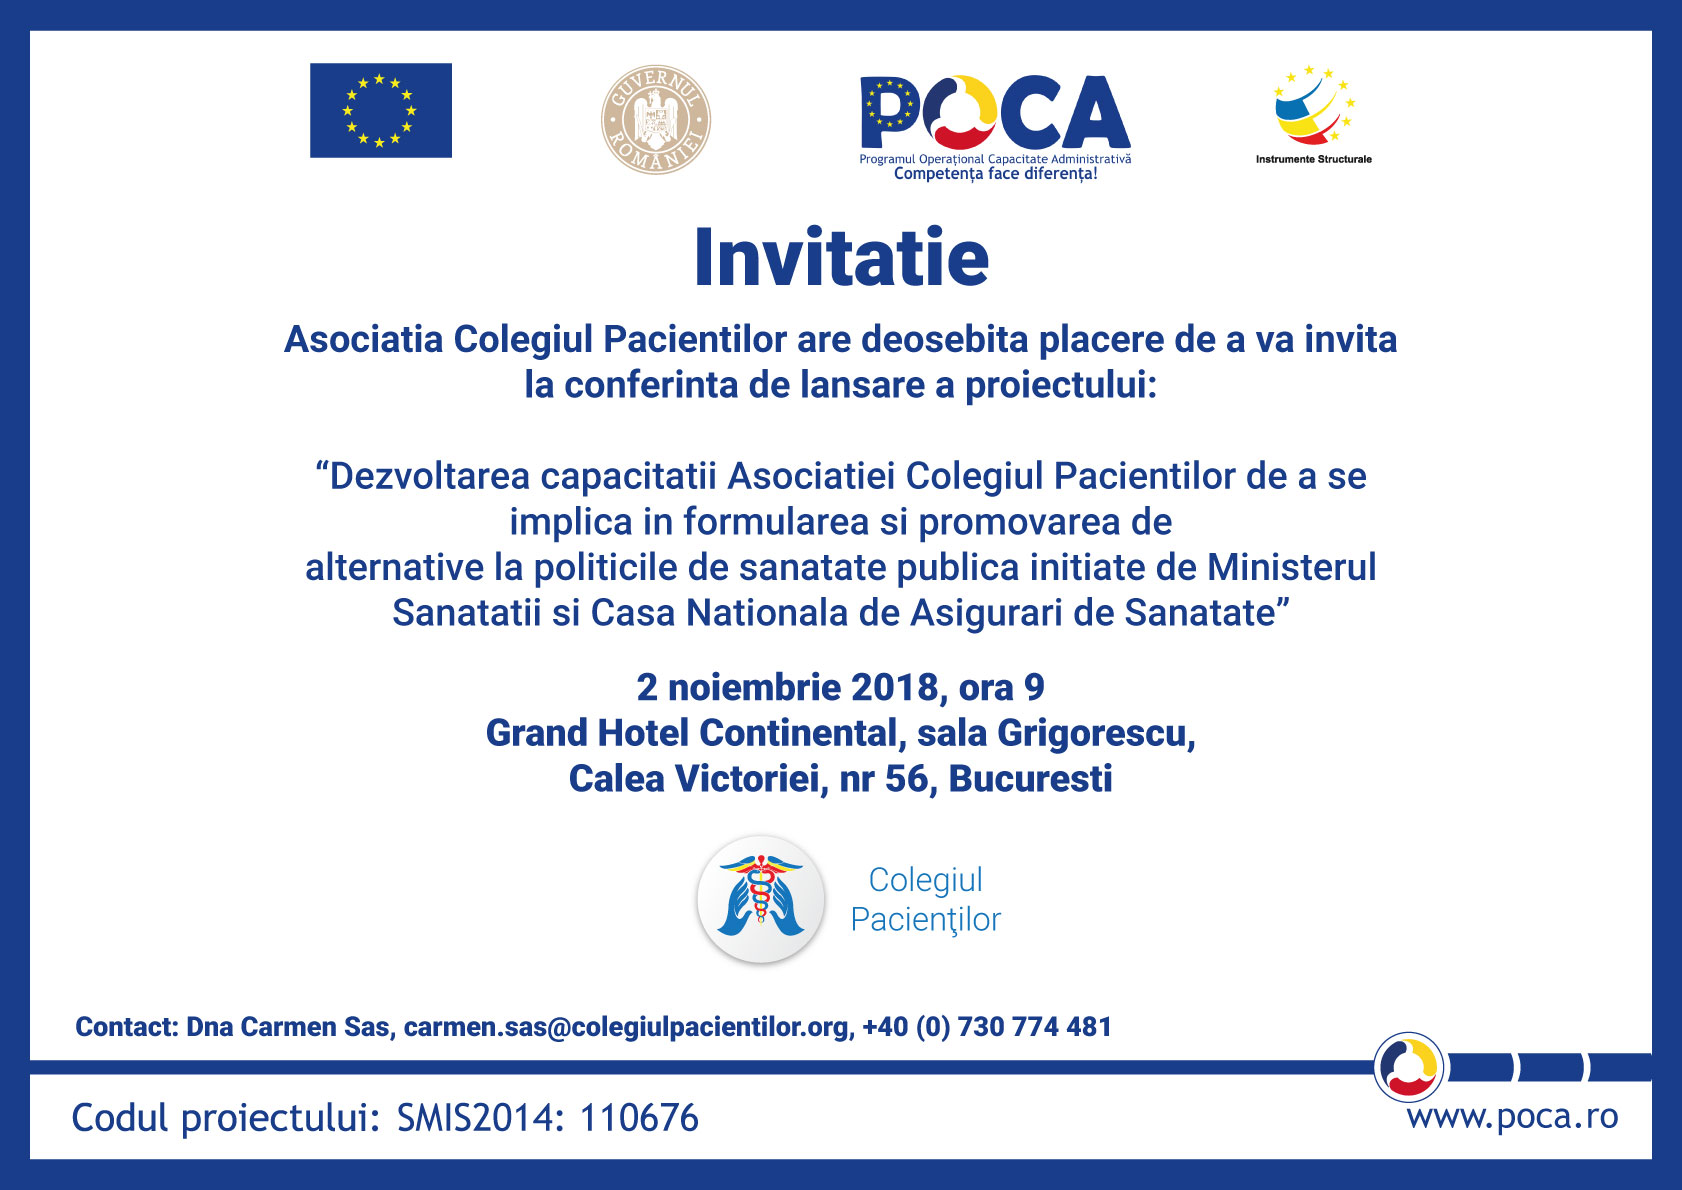 GUVERNUL ROMÂNIEI
POCA
Programul Operațional Capacitate Administrativă
Competența face diferența!
Instrumente Structurale
Invitatie
Asociatia Colegiul Pacientilor are deosebita placere de a va invita
la conferinta de lansare a proiectului:
“Dezvoltarea capacitatii Asociatiei Colegiul Pacientilor de a se
implica in formularea si promovarea de
alternative la politicile de sanatate publica initiate de Ministerul
Sanatatii si Casa Nationala de Asigurari de Sanatate”
2 noiembrie 2018, ora 9
Grand Hotel Continental, sala Grigorescu,
Calea Victoriei, nr 56, Bucuresti
Colegiul
Pacienţilor
Contact: Dna Carmen Sas, carmen.sas@colegiulpacientilor.org, +40 (0) 730 774 481
Codul proiectului: SMIS2014: 110676
www.poca.ro